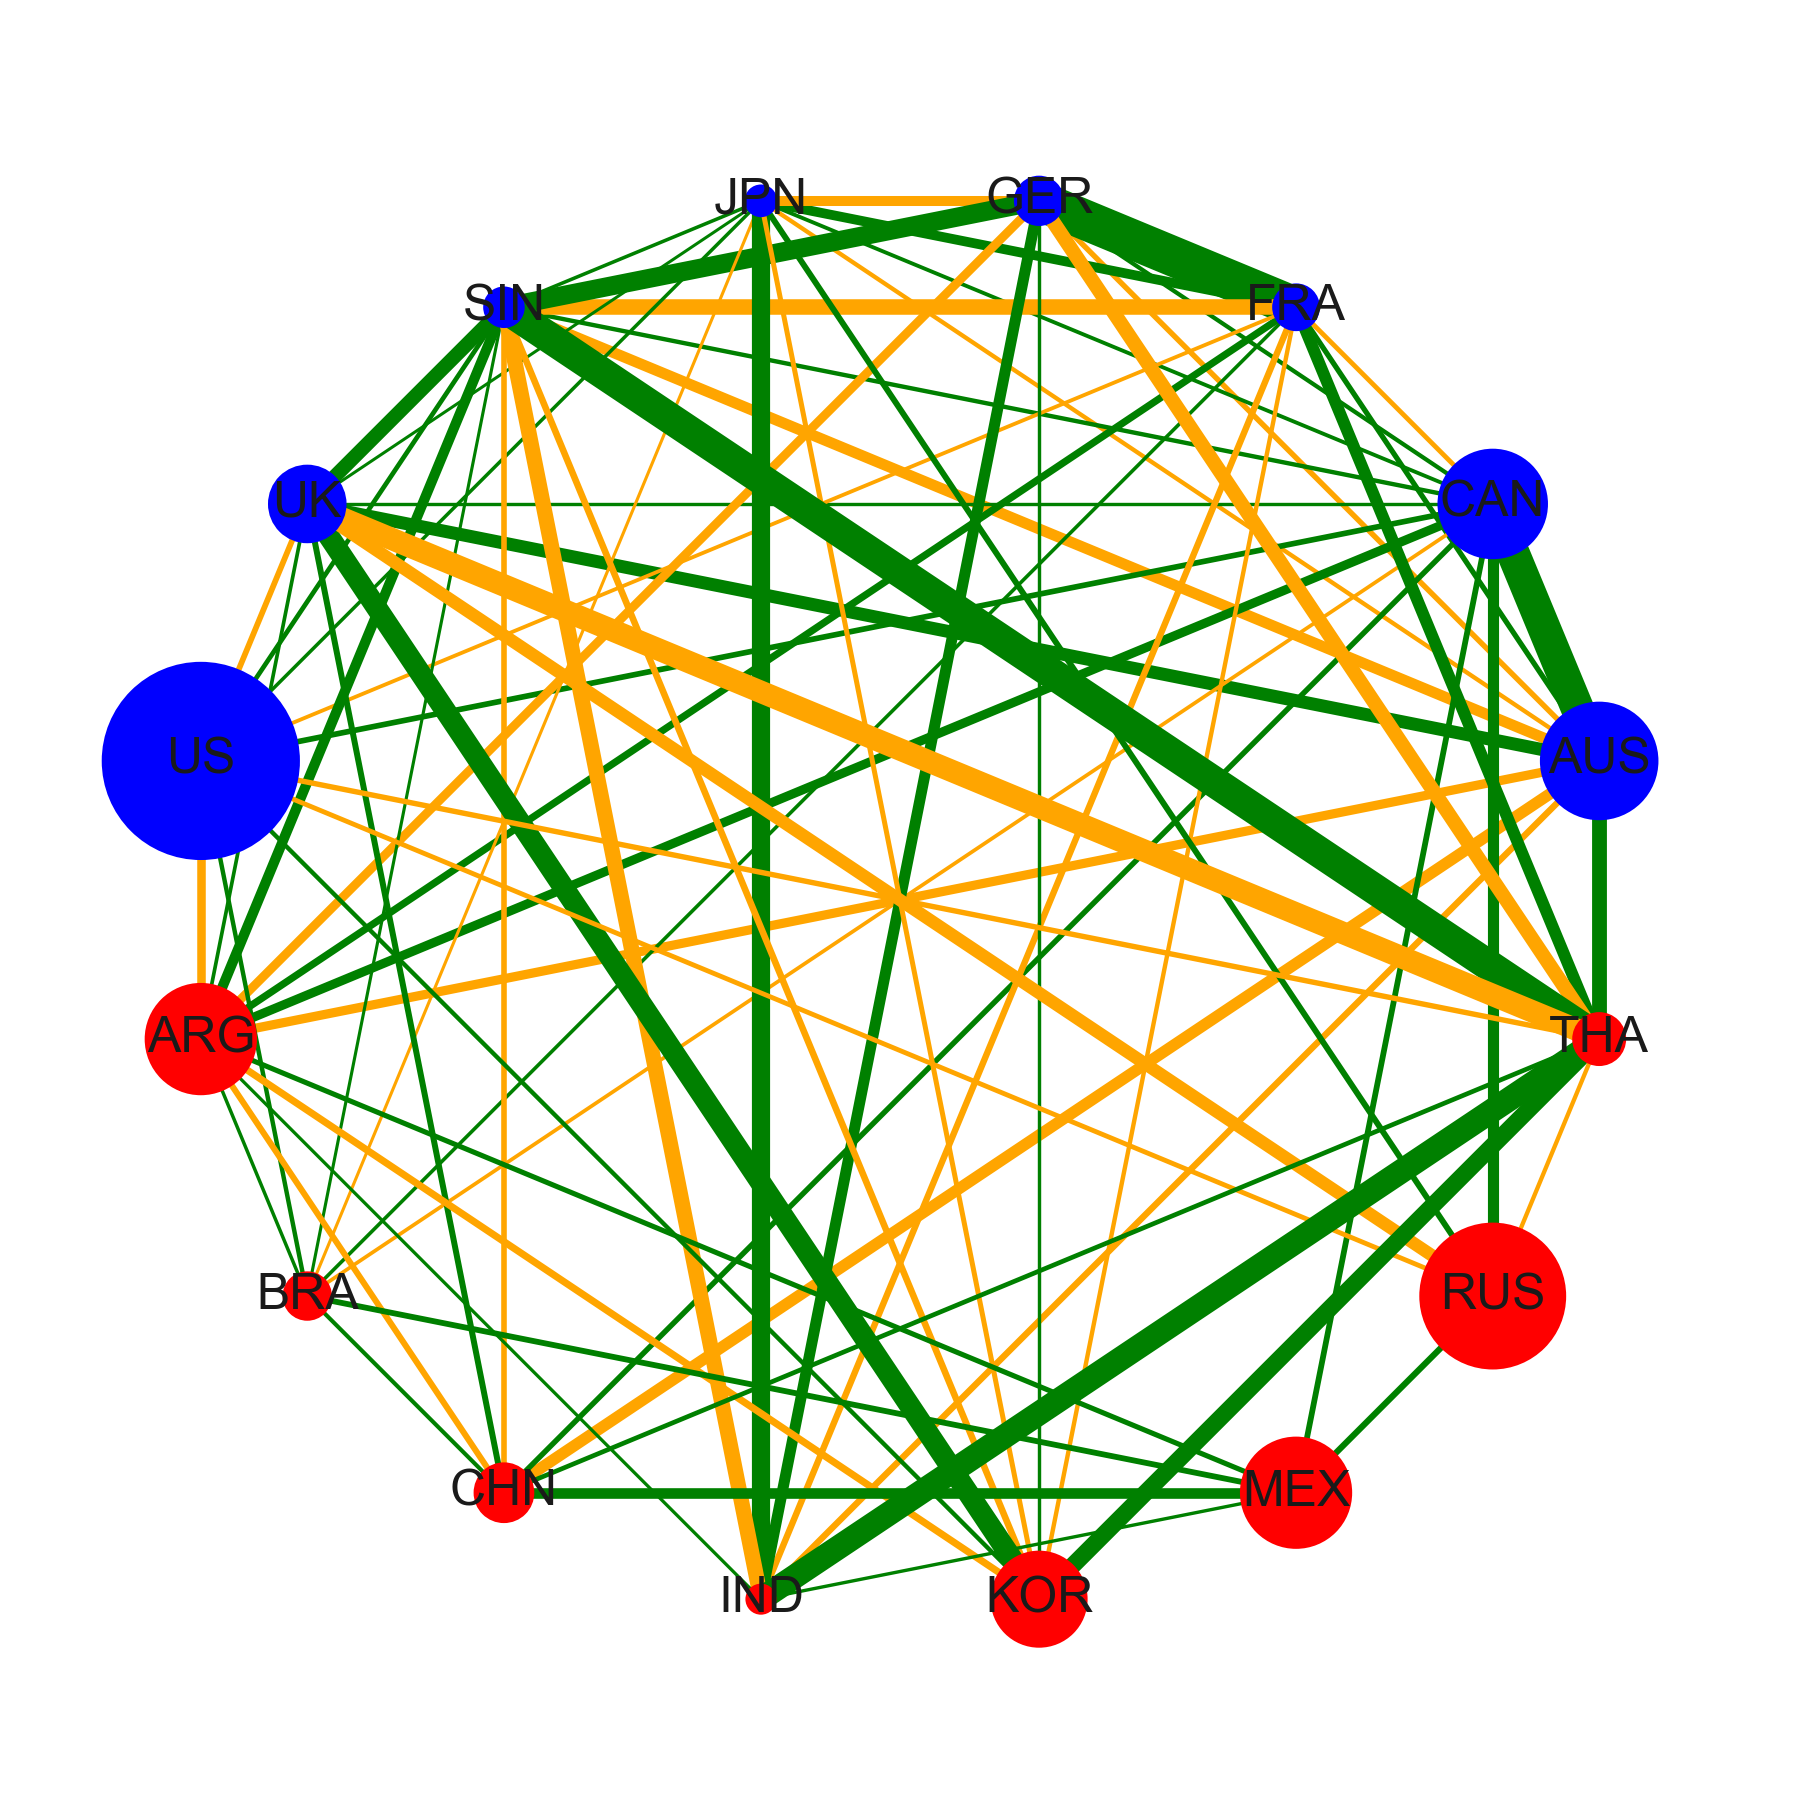 JPN
GER
SIN
FRA
UK
CAN
US
AUS
ARG
THA
BRA
RUS
CHN
MEX
IND
KOR